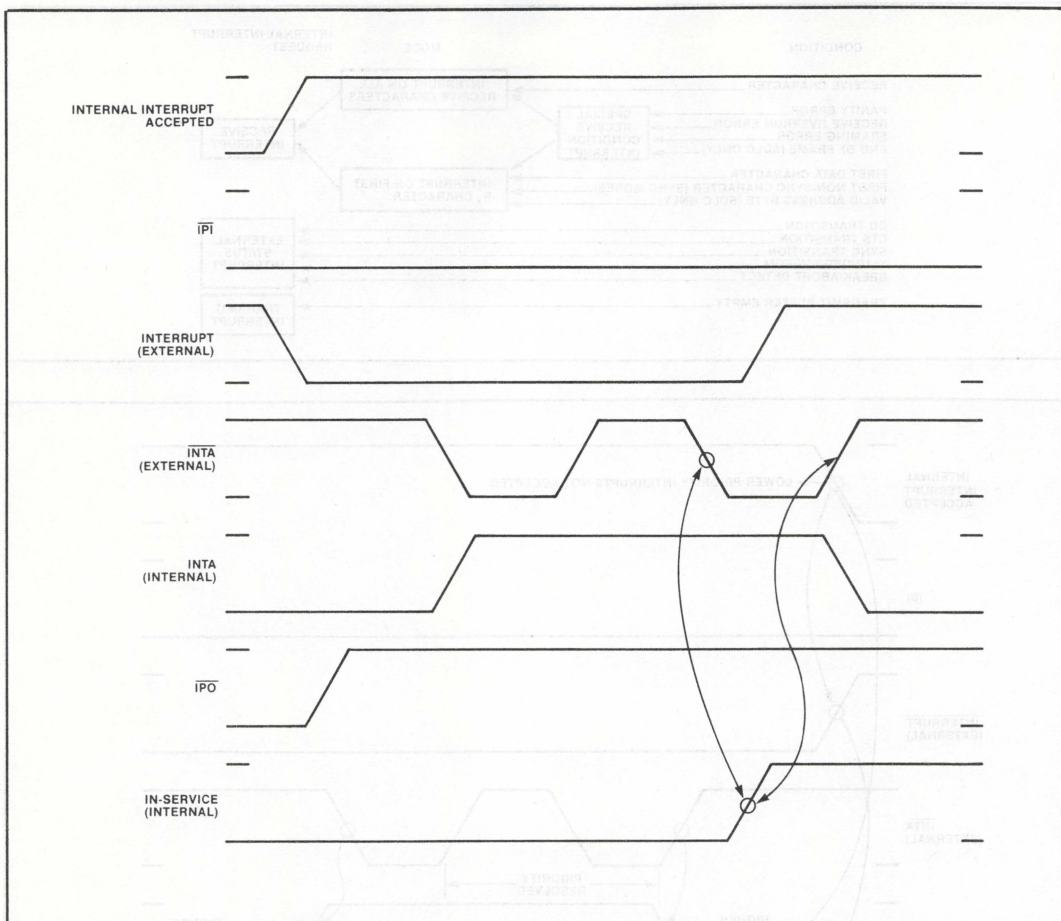 INTERNAL INTERRUPT
ACCEPTED
IPI
INTERRUPT
(EXTERNAL)
INTA
(EXTERNAL)
INTA
(INTERNAL)
IPO
IN-SERVICE
(INTERNAL)